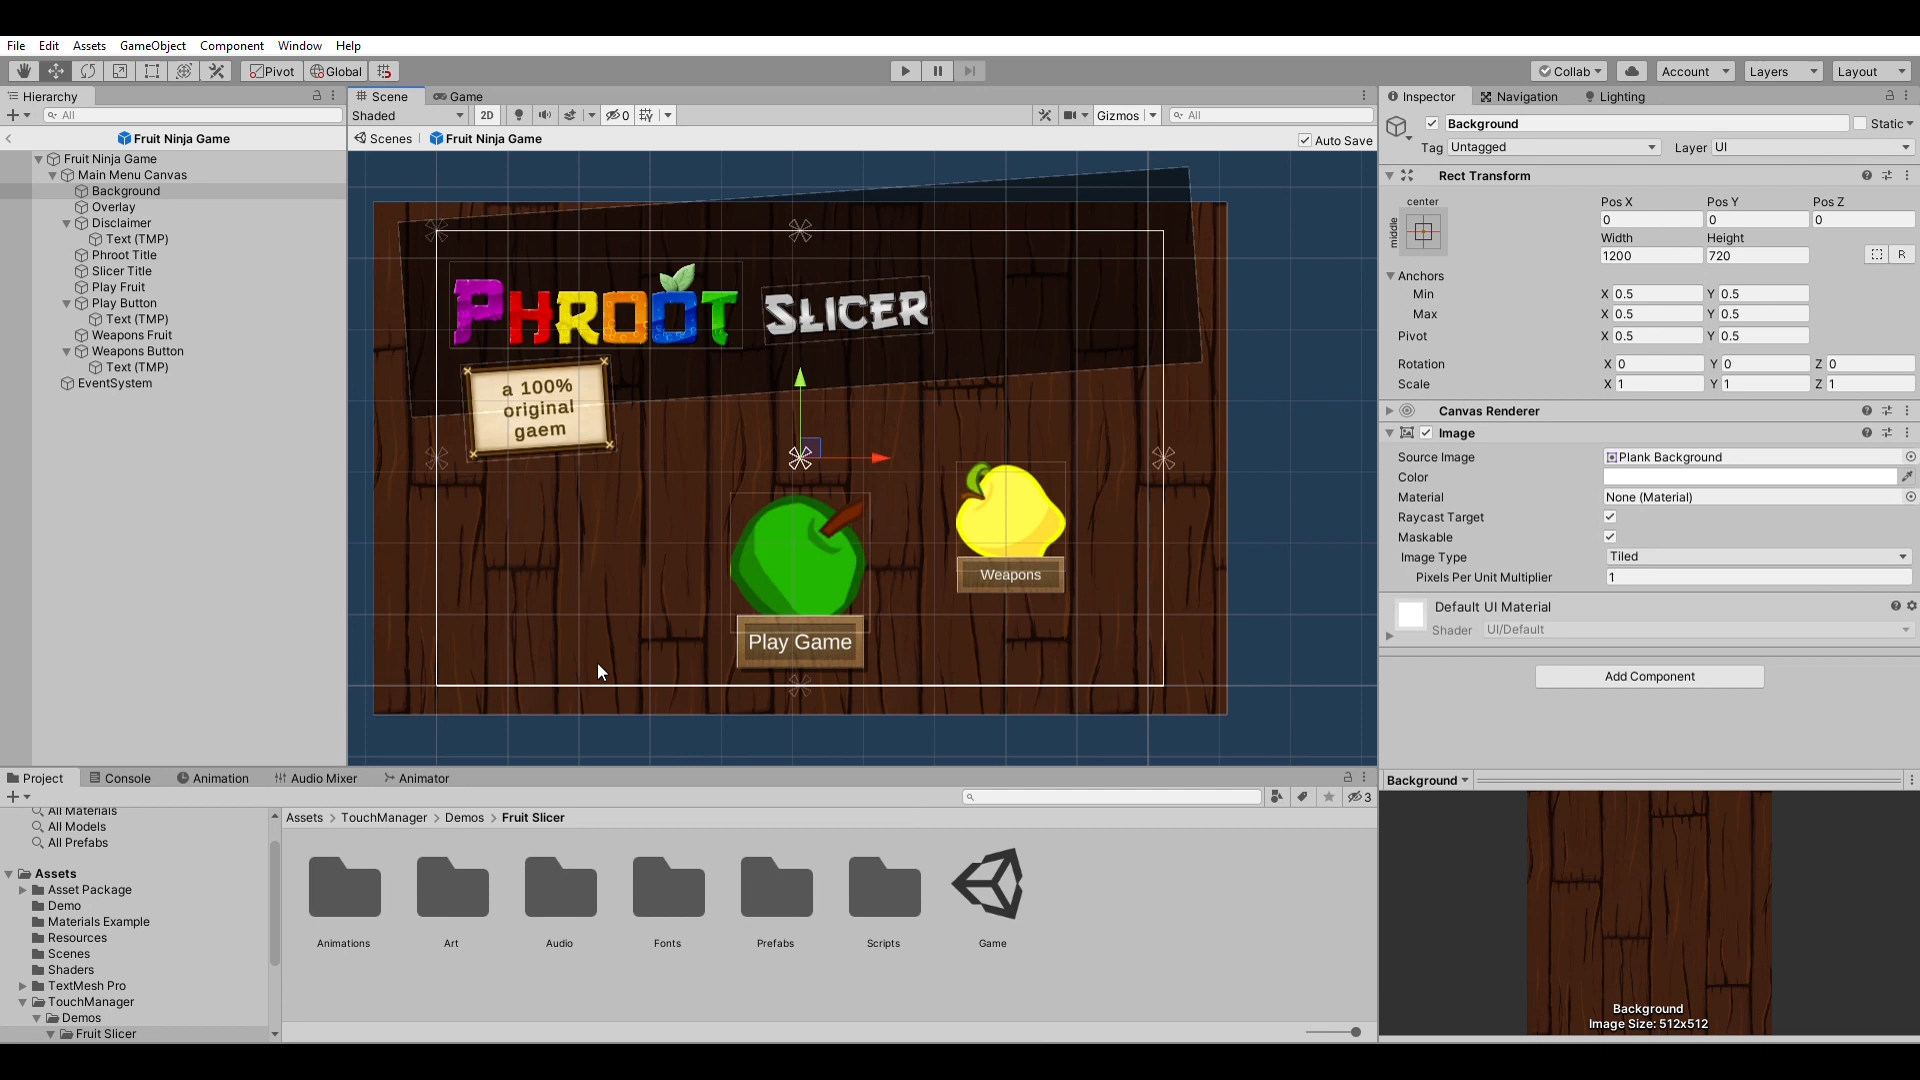 File Edit Assets GameObject Component Window Help
Pivot Global Collab Account Layers Layout
Hierarchy
All
Fruit Ninja Game
Fruit Ninja Game
Main Menu Canvas
Background
Overlay
Disclaimer
Text (TMP)
Phroot Title
Slicer Title
Play Fruit
Play Button
Text (TMP)
Weapons Fruit
Weapons Button
Text (TMP)
EventSystem
Scene Game
Shaded 2D 0 Gizmos All
Scenes Fruit Ninja Game Auto Save
PHROOT SLICER
a 100%
original
gaem
Weapons
Play Game
Inspector Navigation Lighting
Background Static
Tag Untagged Layer UI
Rect Transform
center
middle
Pos X Pos Y Pos Z
0 0 0
Width Height
1200 720 R
Anchors
Min X 0.5 Y 0.5
Max X 0.5 Y 0.5
Pivot X 0.5 Y 0.5
Rotation X 0 Y 0 Z 0
Scale X 1 Y 1 Z 1
Canvas Renderer
Image
Source Image Plank Background
Color
Material None (Material)
Raycast Target
Maskable
Image Type Tiled
Pixels Per Unit Multiplier 1
Default UI Material
Shader UI/Default
Add Component
Project Console Animation Audio Mixer Animator
3
All Materials
All Models
All Prefabs
Assets
Asset Package
Demo
Materials Example
Resources
Scenes
Shaders
TextMesh Pro
TouchManager
Demos
Fruit Slicer
Assets > TouchManager > Demos > Fruit Slicer
Animations Art Audio Fonts Prefabs Scripts Game
Background
Background
Image Size: 512x512